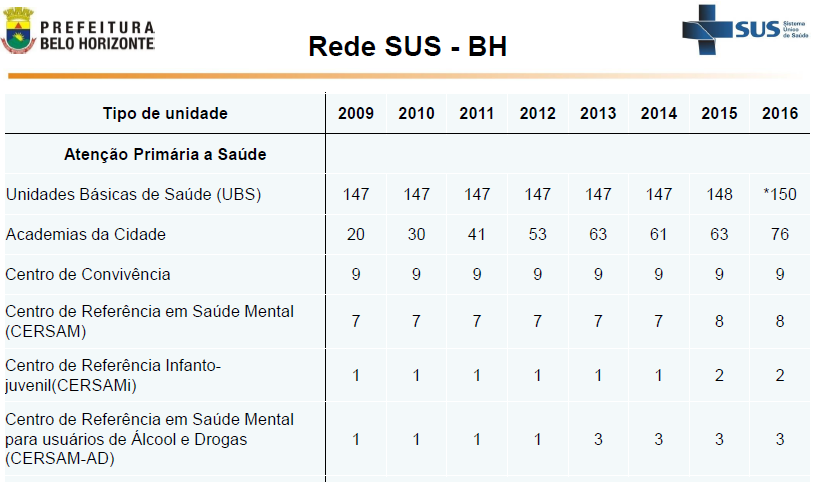 PREFEITURA
BELO HORIZONTE
Rede SUS - BH
SUS Sistema
Único
de Saúde
Tipo de unidade 2009 2010 2011 2012 2013 2014 2015 2016
Atenção Primária a Saúde
Unidades Básicas de Saúde (UBS) 147 147 147 147 147 147 148 *150
Academias da Cidade 20 30 41 53 63 61 63 76
Centro de Convivência 9 9 9 9 9 9 9 9
Centro de Referência em Saúde Mental
(CERSAM) 7 7 7 7 7 7 8 8
Centro de Referência Infanto-
juvenil(CERSAMi) 1 1 1 1 1 1 2 2
Centro de Referência em Saúde Mental
para usuários de Álcool e Drogas
(CERSAM-AD) 1 1 1 1 3 3 3 3